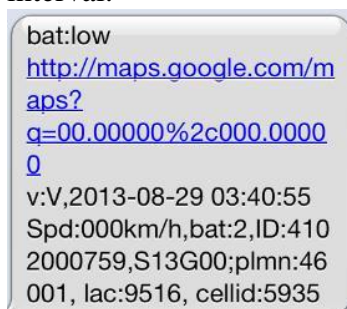 bat:low
http://maps.google.com/m
aps?
q=00.00000%2c000.0000
0
v:V,2013-08-29 03:40:55
Spd:000km/h,bat:2,ID:410
2000759,S13G00;plmn:46
001, lac:9516, cellid:5935